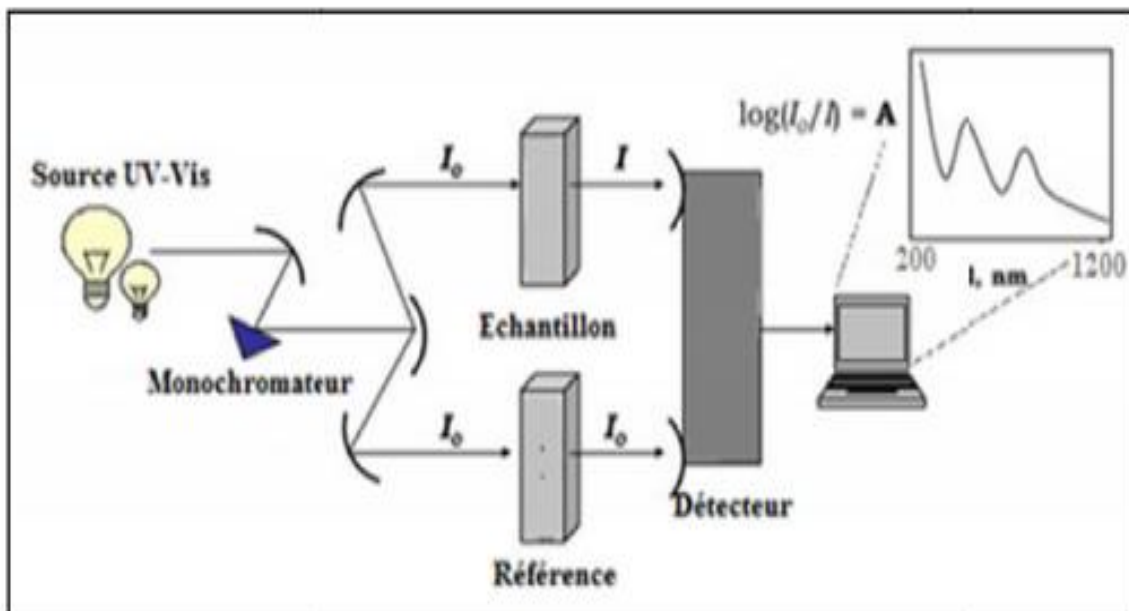 Source UV-Vis
Monochromateur
I₀
I
Echantillon
I₀
I₀
Référence
Détecteur
log(I₀/I) = A
200
1200
l, nm